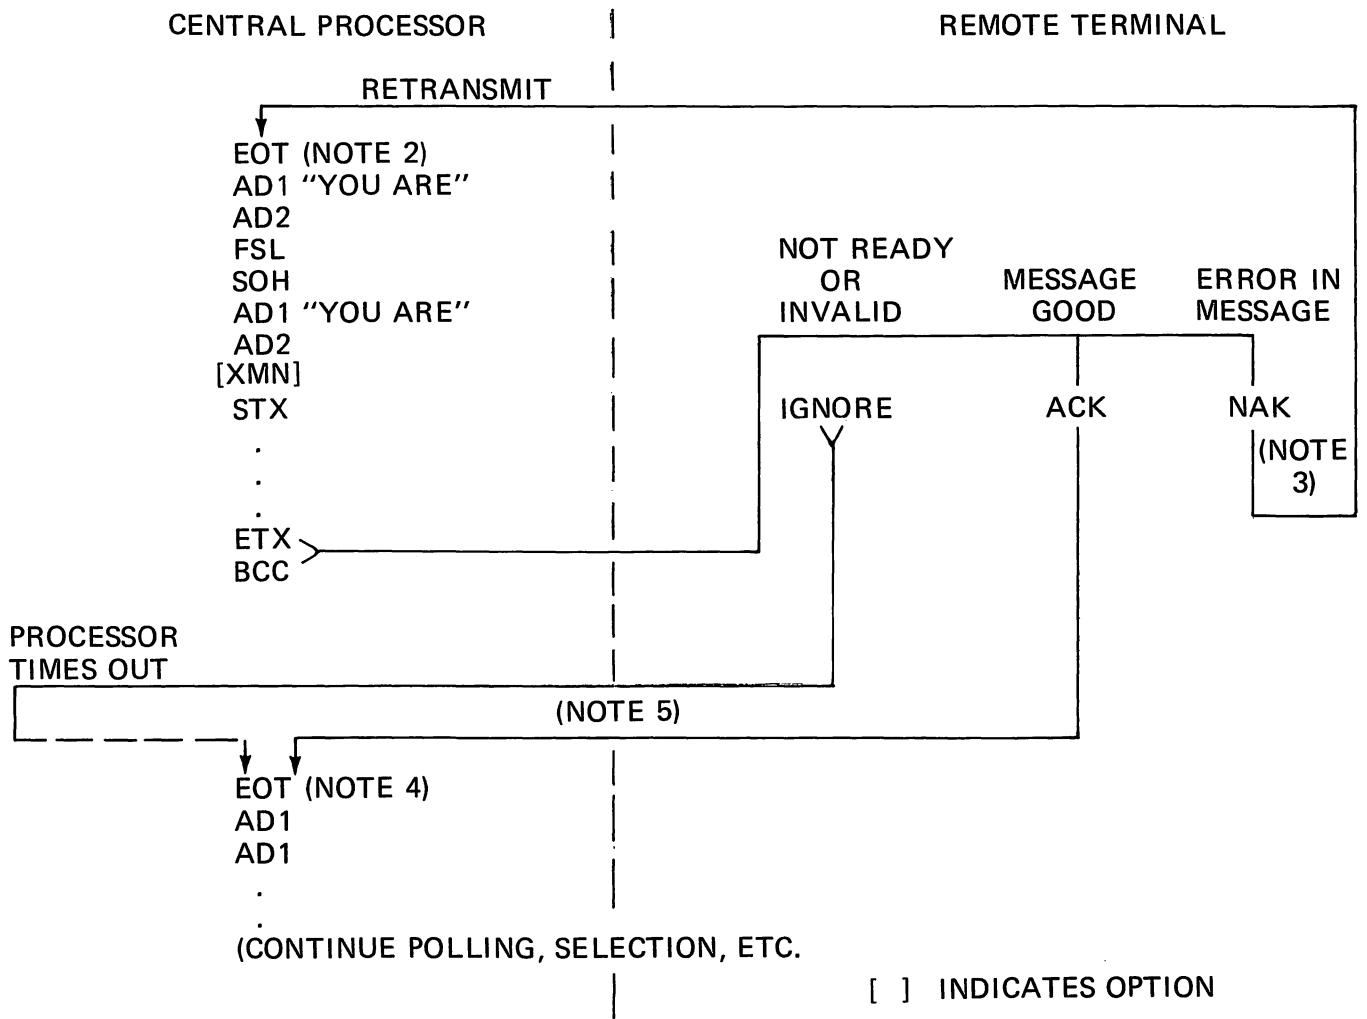 CENTRAL PROCESSOR
REMOTE TERMINAL
RETRANSMIT
EOT (NOTE 2)
AD1 "YOU ARE"
AD2
FSL
SOH
AD1 "YOU ARE"
AD2
[XMN]
STX
.
.
.
ETX
BCC
NOT READY
OR
INVALID
MESSAGE
GOOD
ERROR IN
MESSAGE
IGNORE
ACK
NAK
(NOTE
3)
PROCESSOR
TIMES OUT
(NOTE 5)
EOT (NOTE 4)
AD1
AD1
.
.
(CONTINUE POLLING, SELECTION, ETC.
[ ] INDICATES OPTION